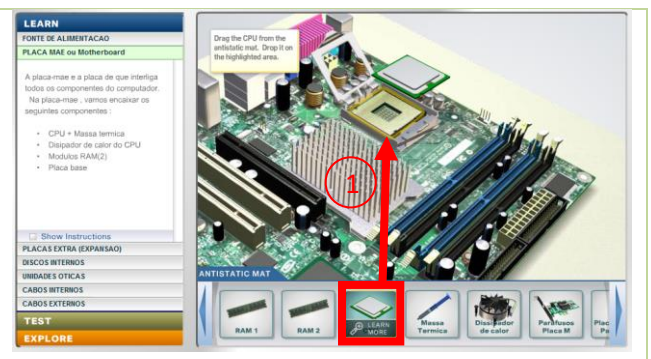 LEARN
FONTE DE ALIMENTACAO
PLACA MAE ou Motherboard
A placa-mae e a placa de que interliga
todos os componentes do computador.
Na placa-mae , vamos encaixar os
seguintes componentes :
• CPU + Massa termica
• Disipador de calor do CPU
• Modulos RAM(2)
• Placa base
Show Instructions
PLACAS EXTRA (EXPANSAO)
DISCOS INTERNOS
UNIDADES OTICAS
CABOS INTERNOS
CABOS EXTERNOS
TEST
EXPLORE
Drag the CPU from the
antistatic mat. Drop it on
the highlighted area.
1
ANTISTATIC MAT
RAM 1
RAM 2
LEARN
MORE
Massa
Termica
Dissipador
de calor
Parafusos
Placa M
Plac